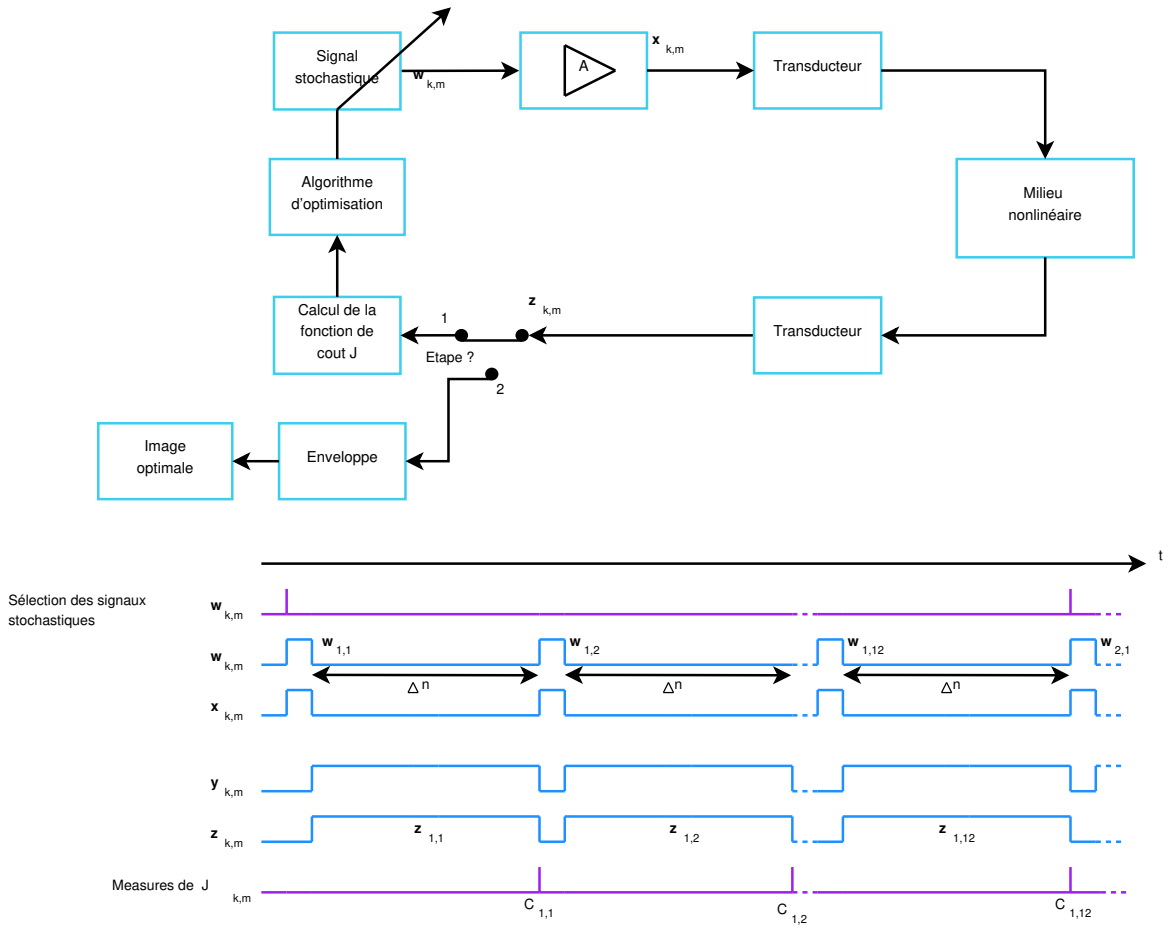 Signal
stochastique
w k,m
A
x k,m
Transducteur
Algorithme
d'optimisation
Milieu
nonlinéaire
Calcul de la
fonction de
cout J
1
Etape ?
2
z k,m
Transducteur
Image
optimale
Enveloppe
t
Sélection des signaux
stochastiques
w k,m
w k,m
w 1,1
w 1,2
w 1,12
w 2,1
Δ n
Δ n
Δ n
x k,m
y k,m
z k,m
z 1,1
z 1,2
z 1,12
Measures de J k,m
C 1,1
C 1,2
C 1,12